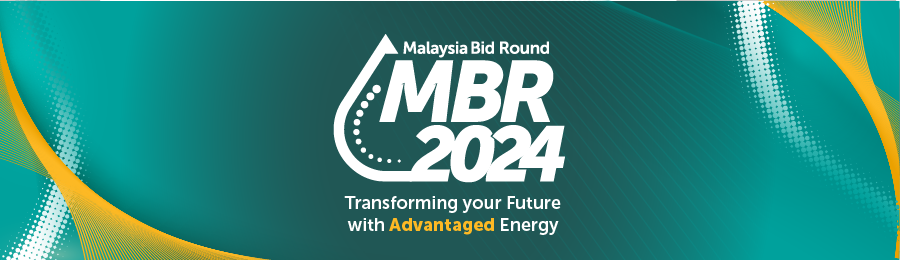 Malaysia Bid Round
MBR
2024
Transforming your Future
with Advantaged Energy